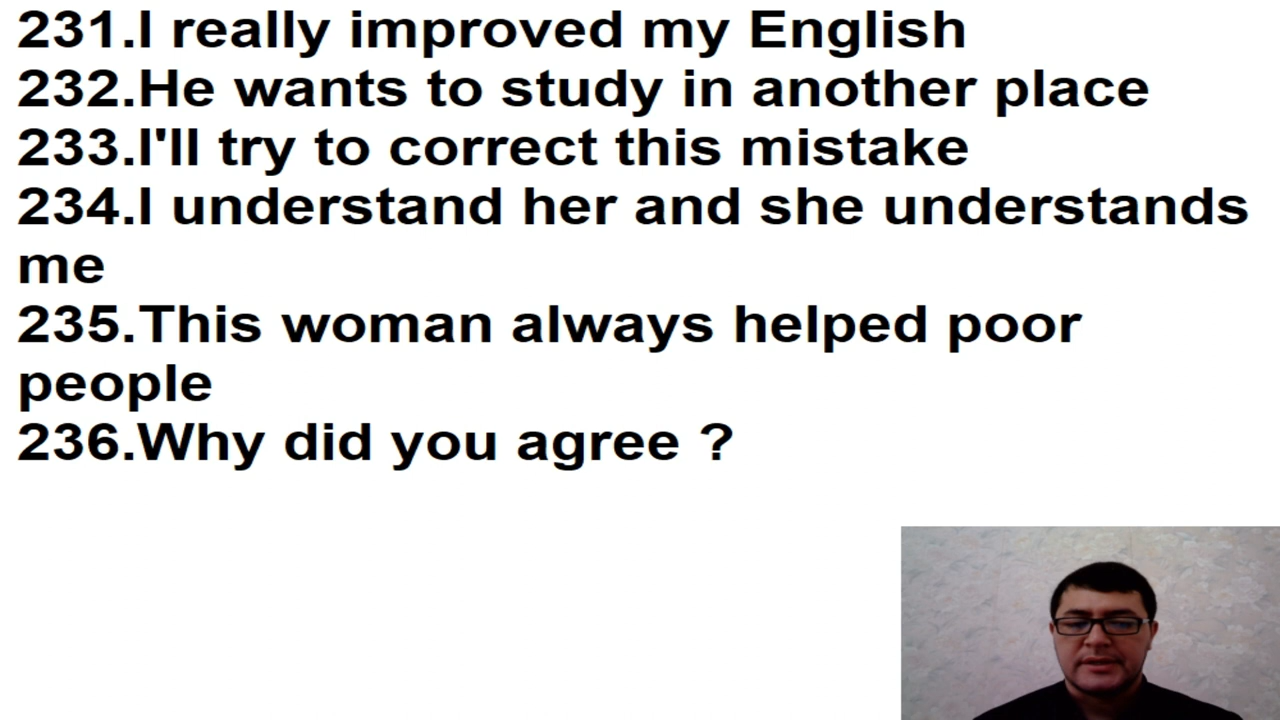 231.I really improved my English
232.He wants to study in another place
233.I'll try to correct this mistake
234.I understand her and she understands
me
235.This woman always helped poor
people
236.Why did you agree ?